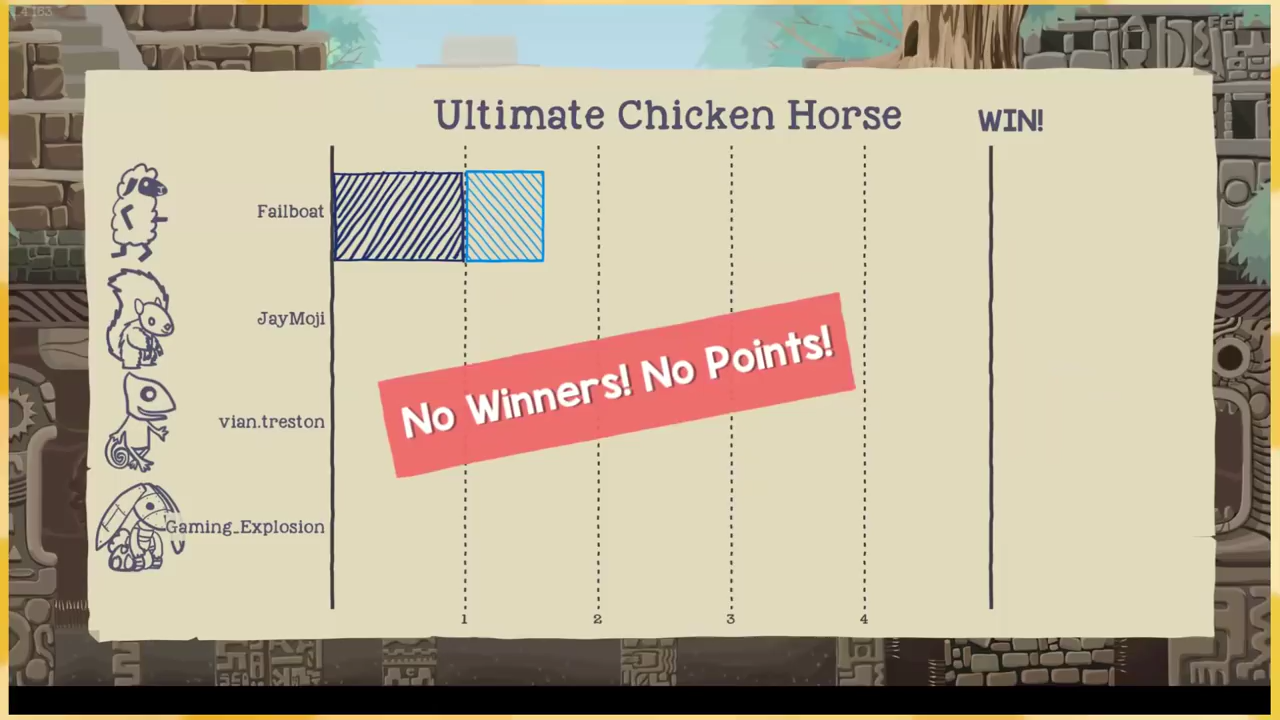 Ultimate Chicken Horse
WIN!
Failboat
JayMoji
No Winners! No Points!
vian.treston
Gaming_Explosion
1 2 3 4